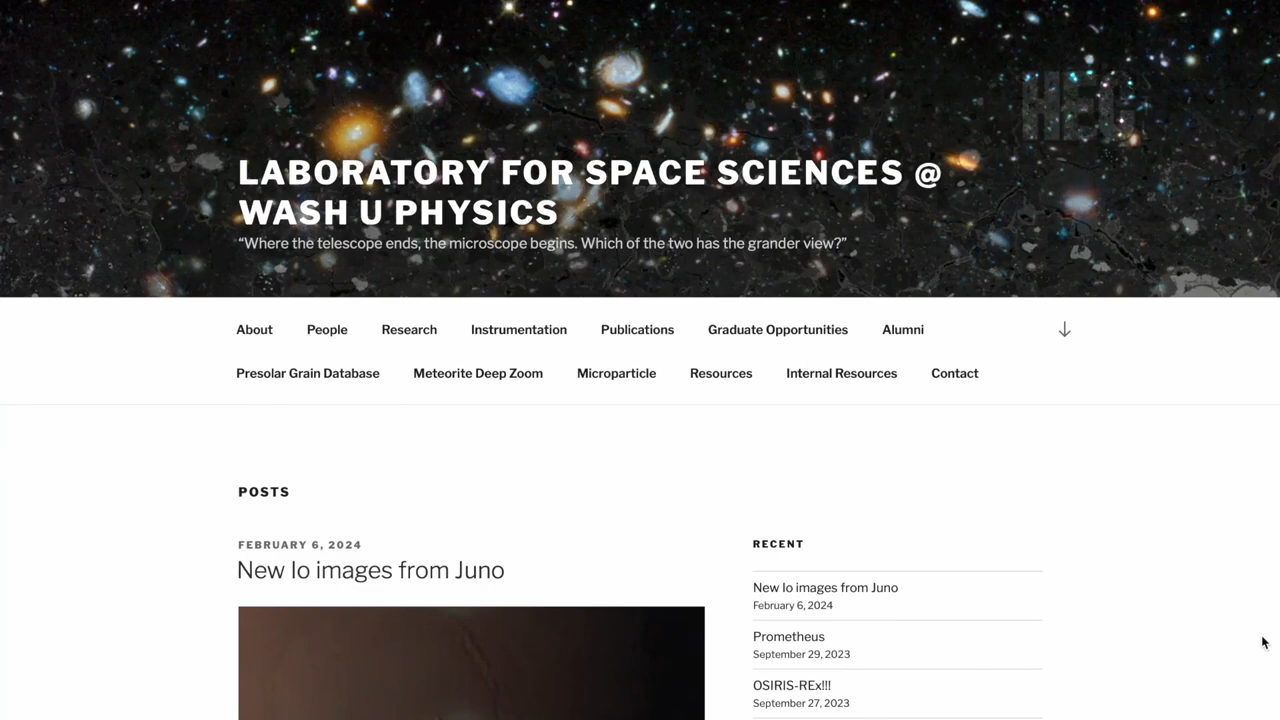 HEC
LABORATORY FOR SPACE SCIENCES @
WASH U PHYSICS
“Where the telescope ends, the microscope begins. Which of the two has the grander view?”
About People Research Instrumentation Publications Graduate Opportunities Alumni
Presolar Grain Database Meteorite Deep Zoom Microparticle Resources Internal Resources Contact
POSTS
FEBRUARY 6, 2024
New Io images from Juno
RECENT
New Io images from Juno
February 6, 2024
Prometheus
September 29, 2023
OSIRIS-REx!!!
September 27, 2023